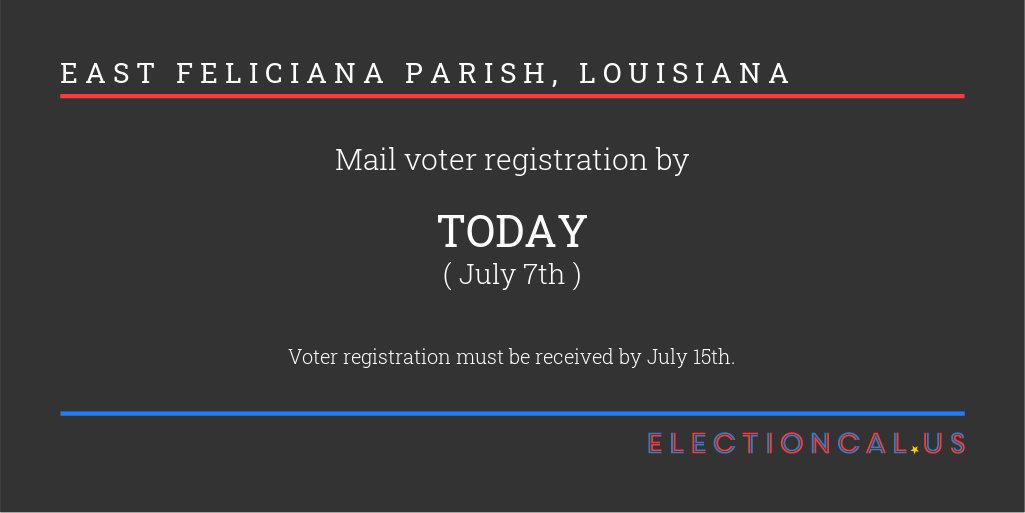 EAST FELICIANA PARISH, LOUISIANA
Mail voter registration by
TODAY
( July 7th )
Voter registration must be received by July 15th.
ELECTIONCAL.US